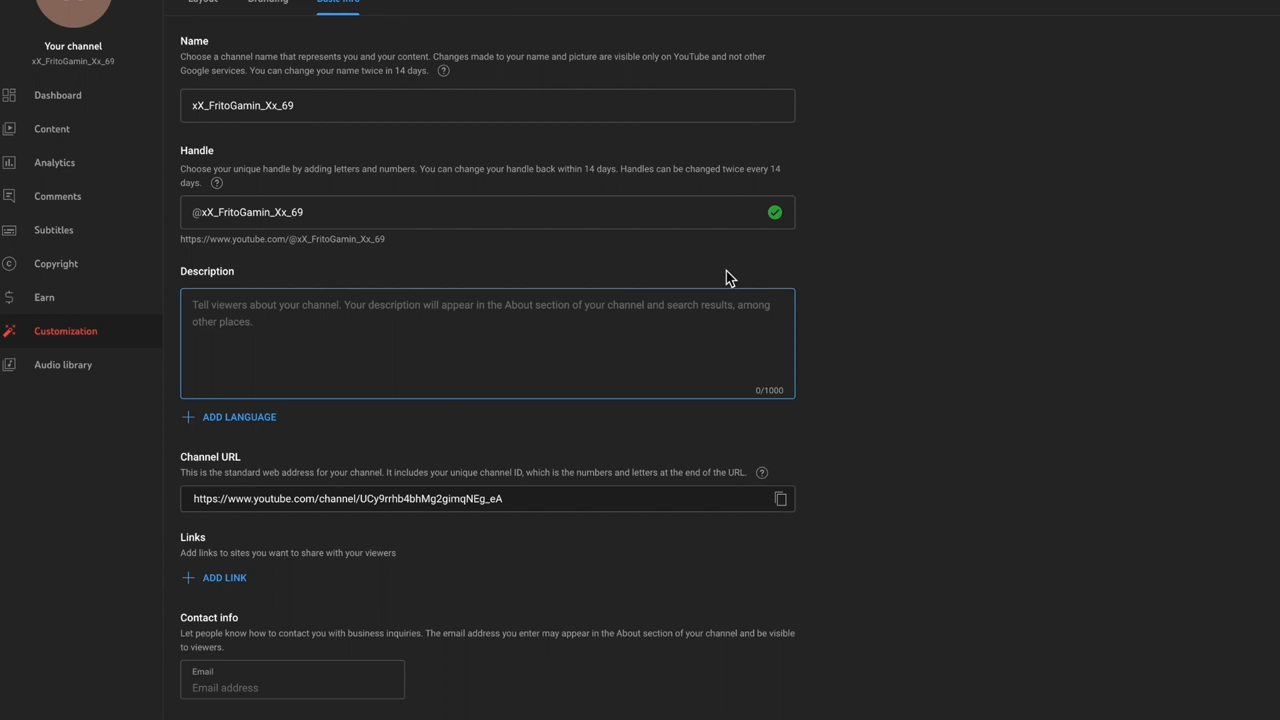 Layout Branding Basic info
Your channel
xX_FritoGamin_Xx_69
Dashboard
Content
Analytics
Comments
Subtitles
Copyright
Earn
Customization
Audio library
Name
Choose a channel name that represents you and your content. Changes made to your name and picture are visible only on YouTube and not other
Google services. You can change your name twice in 14 days. ?
xX_FritoGamin_Xx_69
Handle
Choose your unique handle by adding letters and numbers. You can change your handle back within 14 days. Handles can be changed twice every 14
days. ?
@xX_FritoGamin_Xx_69
https://www.youtube.com/@xX_FritoGamin_Xx_69
Description
Tell viewers about your channel. Your description will appear in the About section of your channel and search results, among
other places.
0/1000
ADD LANGUAGE
Channel URL
This is the standard web address for your channel. It includes your unique channel ID, which is the numbers and letters at the end of the URL. ?
https://www.youtube.com/channel/UCy9rrhb4bhMg2gimqNEg_eA
Links
Add links to sites you want to share with your viewers
ADD LINK
Contact info
Let people know how to contact you with business inquiries. The email address you enter may appear in the About section of your channel and be visible
to viewers.
Email
Email address